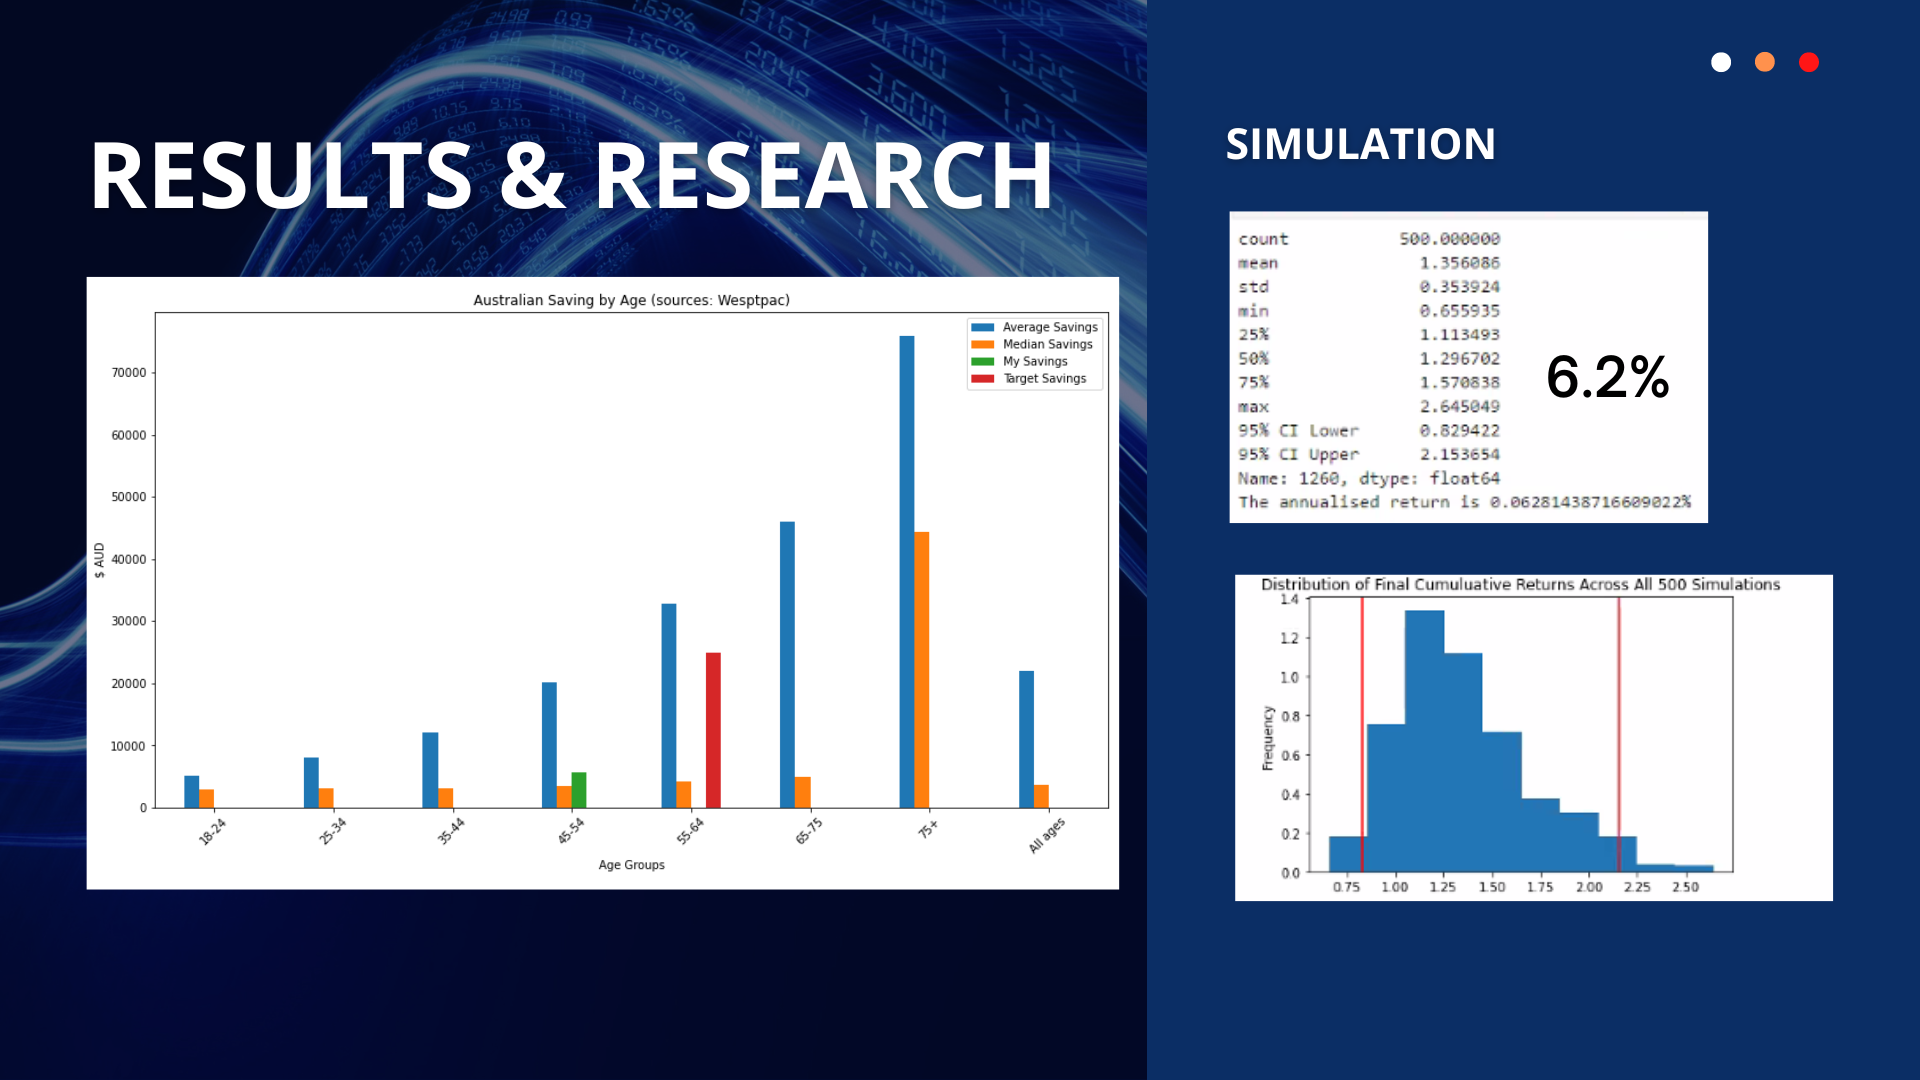 RESULTS & RESEARCH
Australian Saving by Age (sources: Wesptpac)
Average Savings
Median Savings
My Savings
Target Savings
$ AUD
70000
60000
50000
40000
30000
20000
10000
0
18-24
25-34
35-44
45-54
55-64
65-75
75+
All ages
Age Groups
SIMULATION
count 500.000000
mean 1.356086
std 0.353924
min 0.655935
25% 1.113493
50% 1.296702
75% 1.570838
max 2.645049
95% CI Lower 0.829422
95% CI Upper 2.153654
Name: 1260, dtype: float64
The annualised return is 0.06281438716609022%
6.2%
Distribution of Final Cumuluative Returns Across All 500 Simulations
Frequency
1.4
1.2
1.0
0.8
0.6
0.4
0.2
0.0
0.75 1.00 1.25 1.50 1.75 2.00 2.25 2.50